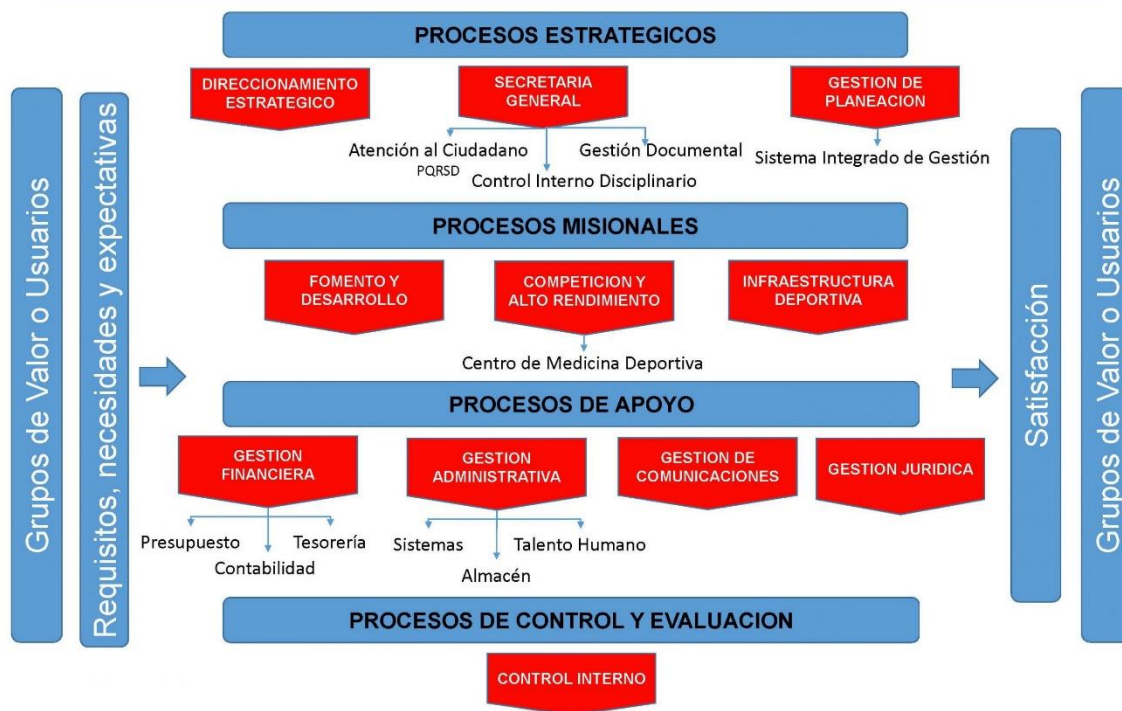 PROCESOS ESTRATEGICOS
DIRECCIONAMIENTO
ESTRATEGICO
SECRETARIA
GENERAL
GESTION DE
PLANEACION
Atención al Ciudadano
PQRSD
Gestión Documental
Control Interno Disciplinario
Sistema Integrado de Gestión
PROCESOS MISIONALES
FOMENTO Y
DESARROLLO
COMPETICION Y
ALTO RENDIMIENTO
INFRAESTRUCTURA
DEPORTIVA
Centro de Medicina Deportiva
PROCESOS DE APOYO
GESTION
FINANCIERA
GESTION
ADMINISTRATIVA
GESTION DE
COMUNICACIONES
GESTION JURIDICA
Presupuesto
Tesorería
Contabilidad
Sistemas
Talento Humano
Almacén
PROCESOS DE CONTROL Y EVALUACION
CONTROL INTERNO
Grupos de Valor o Usuarios
Requisitos, necesidades y expectativas
Satisfacción
Grupos de Valor o Usuarios